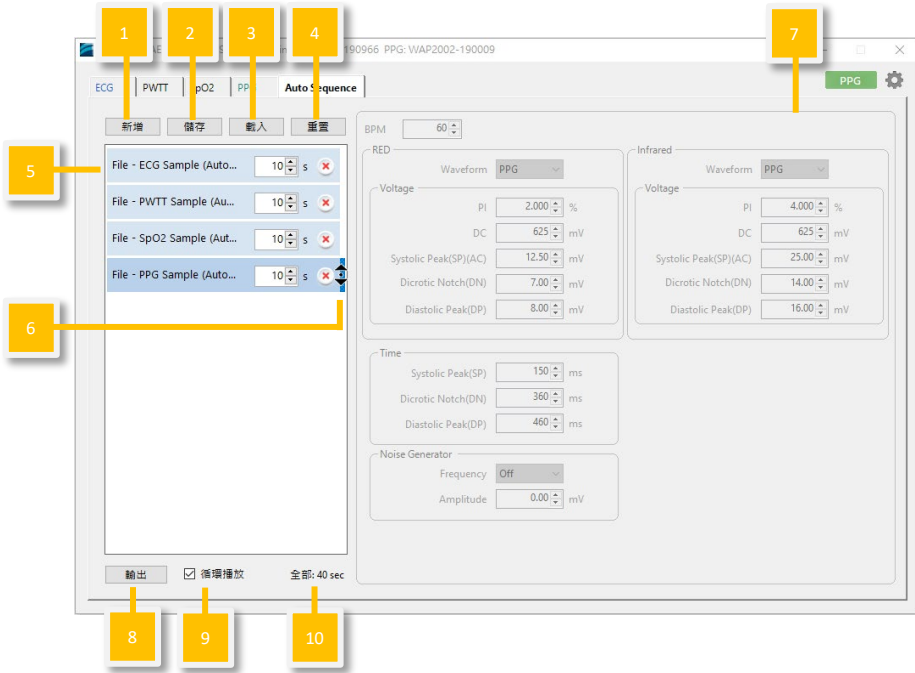 1 2 3 4 7
190966 PPG: WAP2002-190009
ECG PWTT pO2 PP Auto Sequence PPG
新增 儲存 載入 重置
BPM 60
5
File - ECG Sample (Auto... 10 s
File - PWTT Sample (Au... 10 s
File - SpO2 Sample (Aut... 10 s
File - PPG Sample (Auto... 10 s
6
RED
Waveform PPG
Voltage
PI 2.000 %
DC 625 mV
Systolic Peak(SP)(AC) 12.50 mV
Dicrotic Notch(DN) 7.00 mV
Diastolic Peak(DP) 8.00 mV
Infrared
Waveform PPG
Voltage
PI 4.000 %
DC 625 mV
Systolic Peak(SP)(AC) 25.00 mV
Dicrotic Notch(DN) 14.00 mV
Diastolic Peak(DP) 16.00 mV
Time
Systolic Peak(SP) 150 ms
Dicrotic Notch(DN) 360 ms
Diastolic Peak(DP) 460 ms
Noise Generator
Frequency Off
Amplitude 0.00 mV
輸出 循環播放 全部: 40 sec
8 9 10